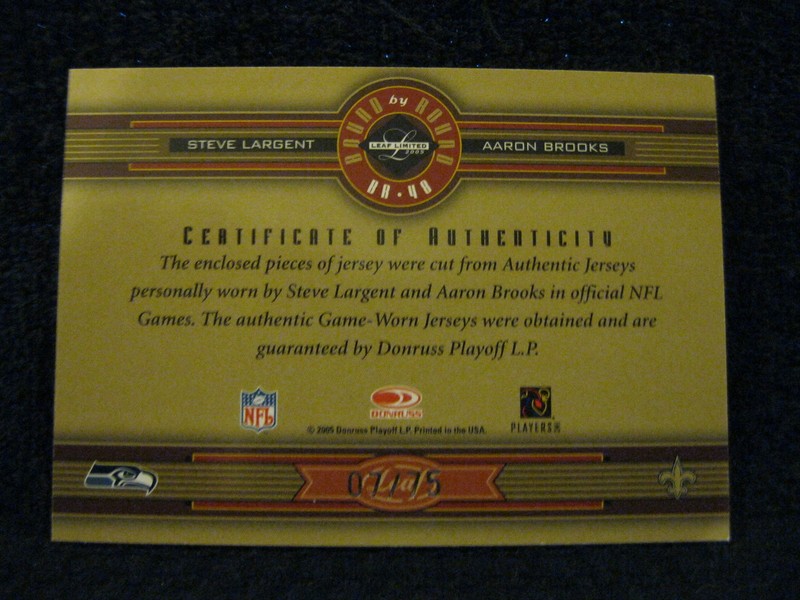 ROUND by ROUND
STEVE LARGENT
LEAF LIMITED
2005
AARON BROOKS
RR·40
CERTIFICATE OF AUTHENTICITY
The enclosed pieces of jersey were cut from Authentic Jerseys
personally worn by Steve Largent and Aaron Brooks in official NFL
Games. The authentic Game-Worn Jerseys were obtained and are
guaranteed by Donruss Playoff L.P.
NFL
DONRUSS
PLAYERS
© 2005 Donruss Playoff L.P. Printed in the USA.